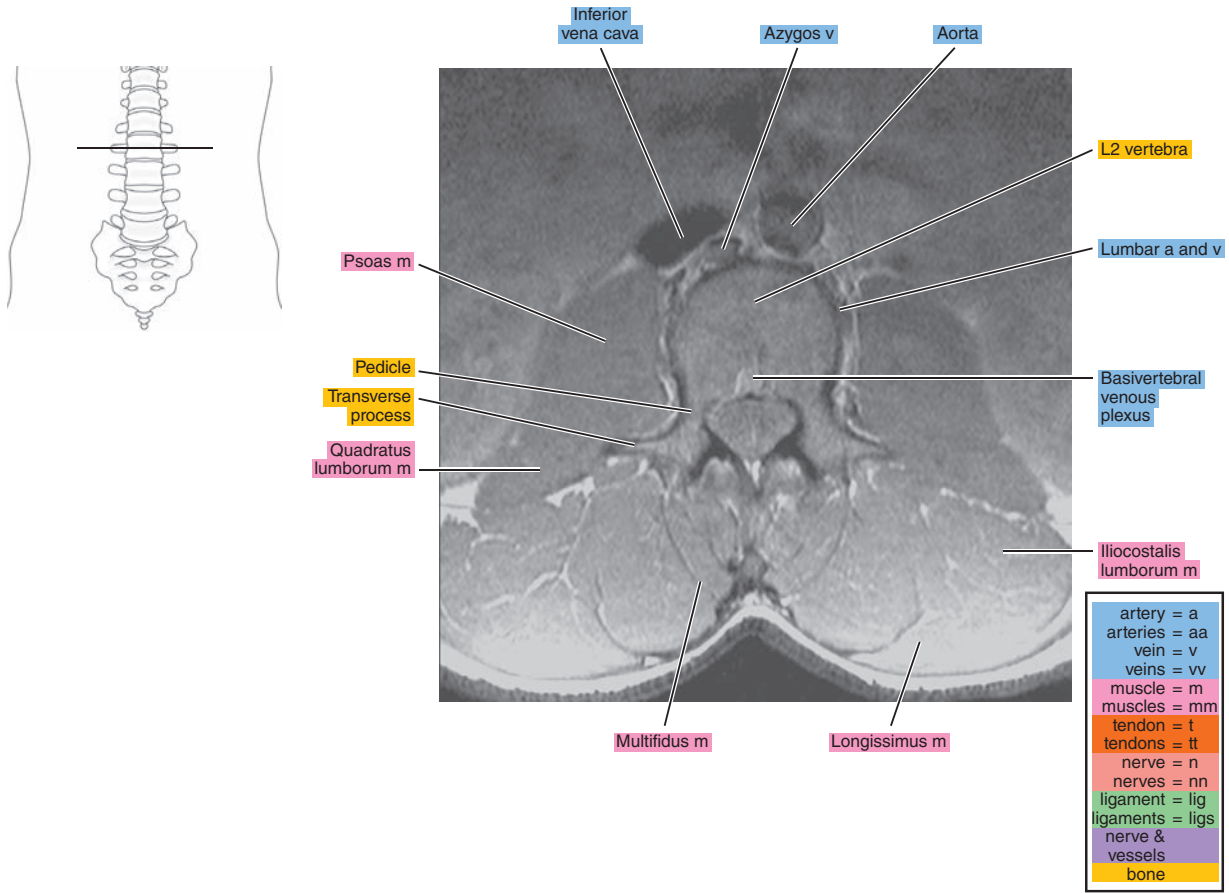 Inferior
vena cava
Azygos v
Aorta
L2 vertebra
Psoas m
Lumbar a and v
Pedicle
Transverse
process
Basivertebral
venous
plexus
Quadratus
lumborum m
Iliocostalis
lumborum m
Multifidus m
Longissimus m
artery = a
arteries = aa
vein = v
veins = vv
muscle = m
muscles = mm
tendon = t
tendons = tt
nerve = n
nerves = nn
ligament = lig
ligaments = ligs
nerve &
vessels
bone